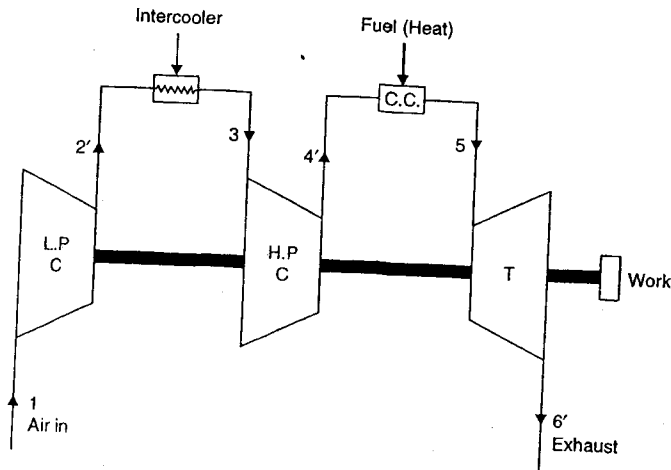 Intercooler
Fuel (Heat)
C.C.
2′
3
4′
5
L.P
C
H.P
C
T
Work
1
Air in
6′
Exhaust